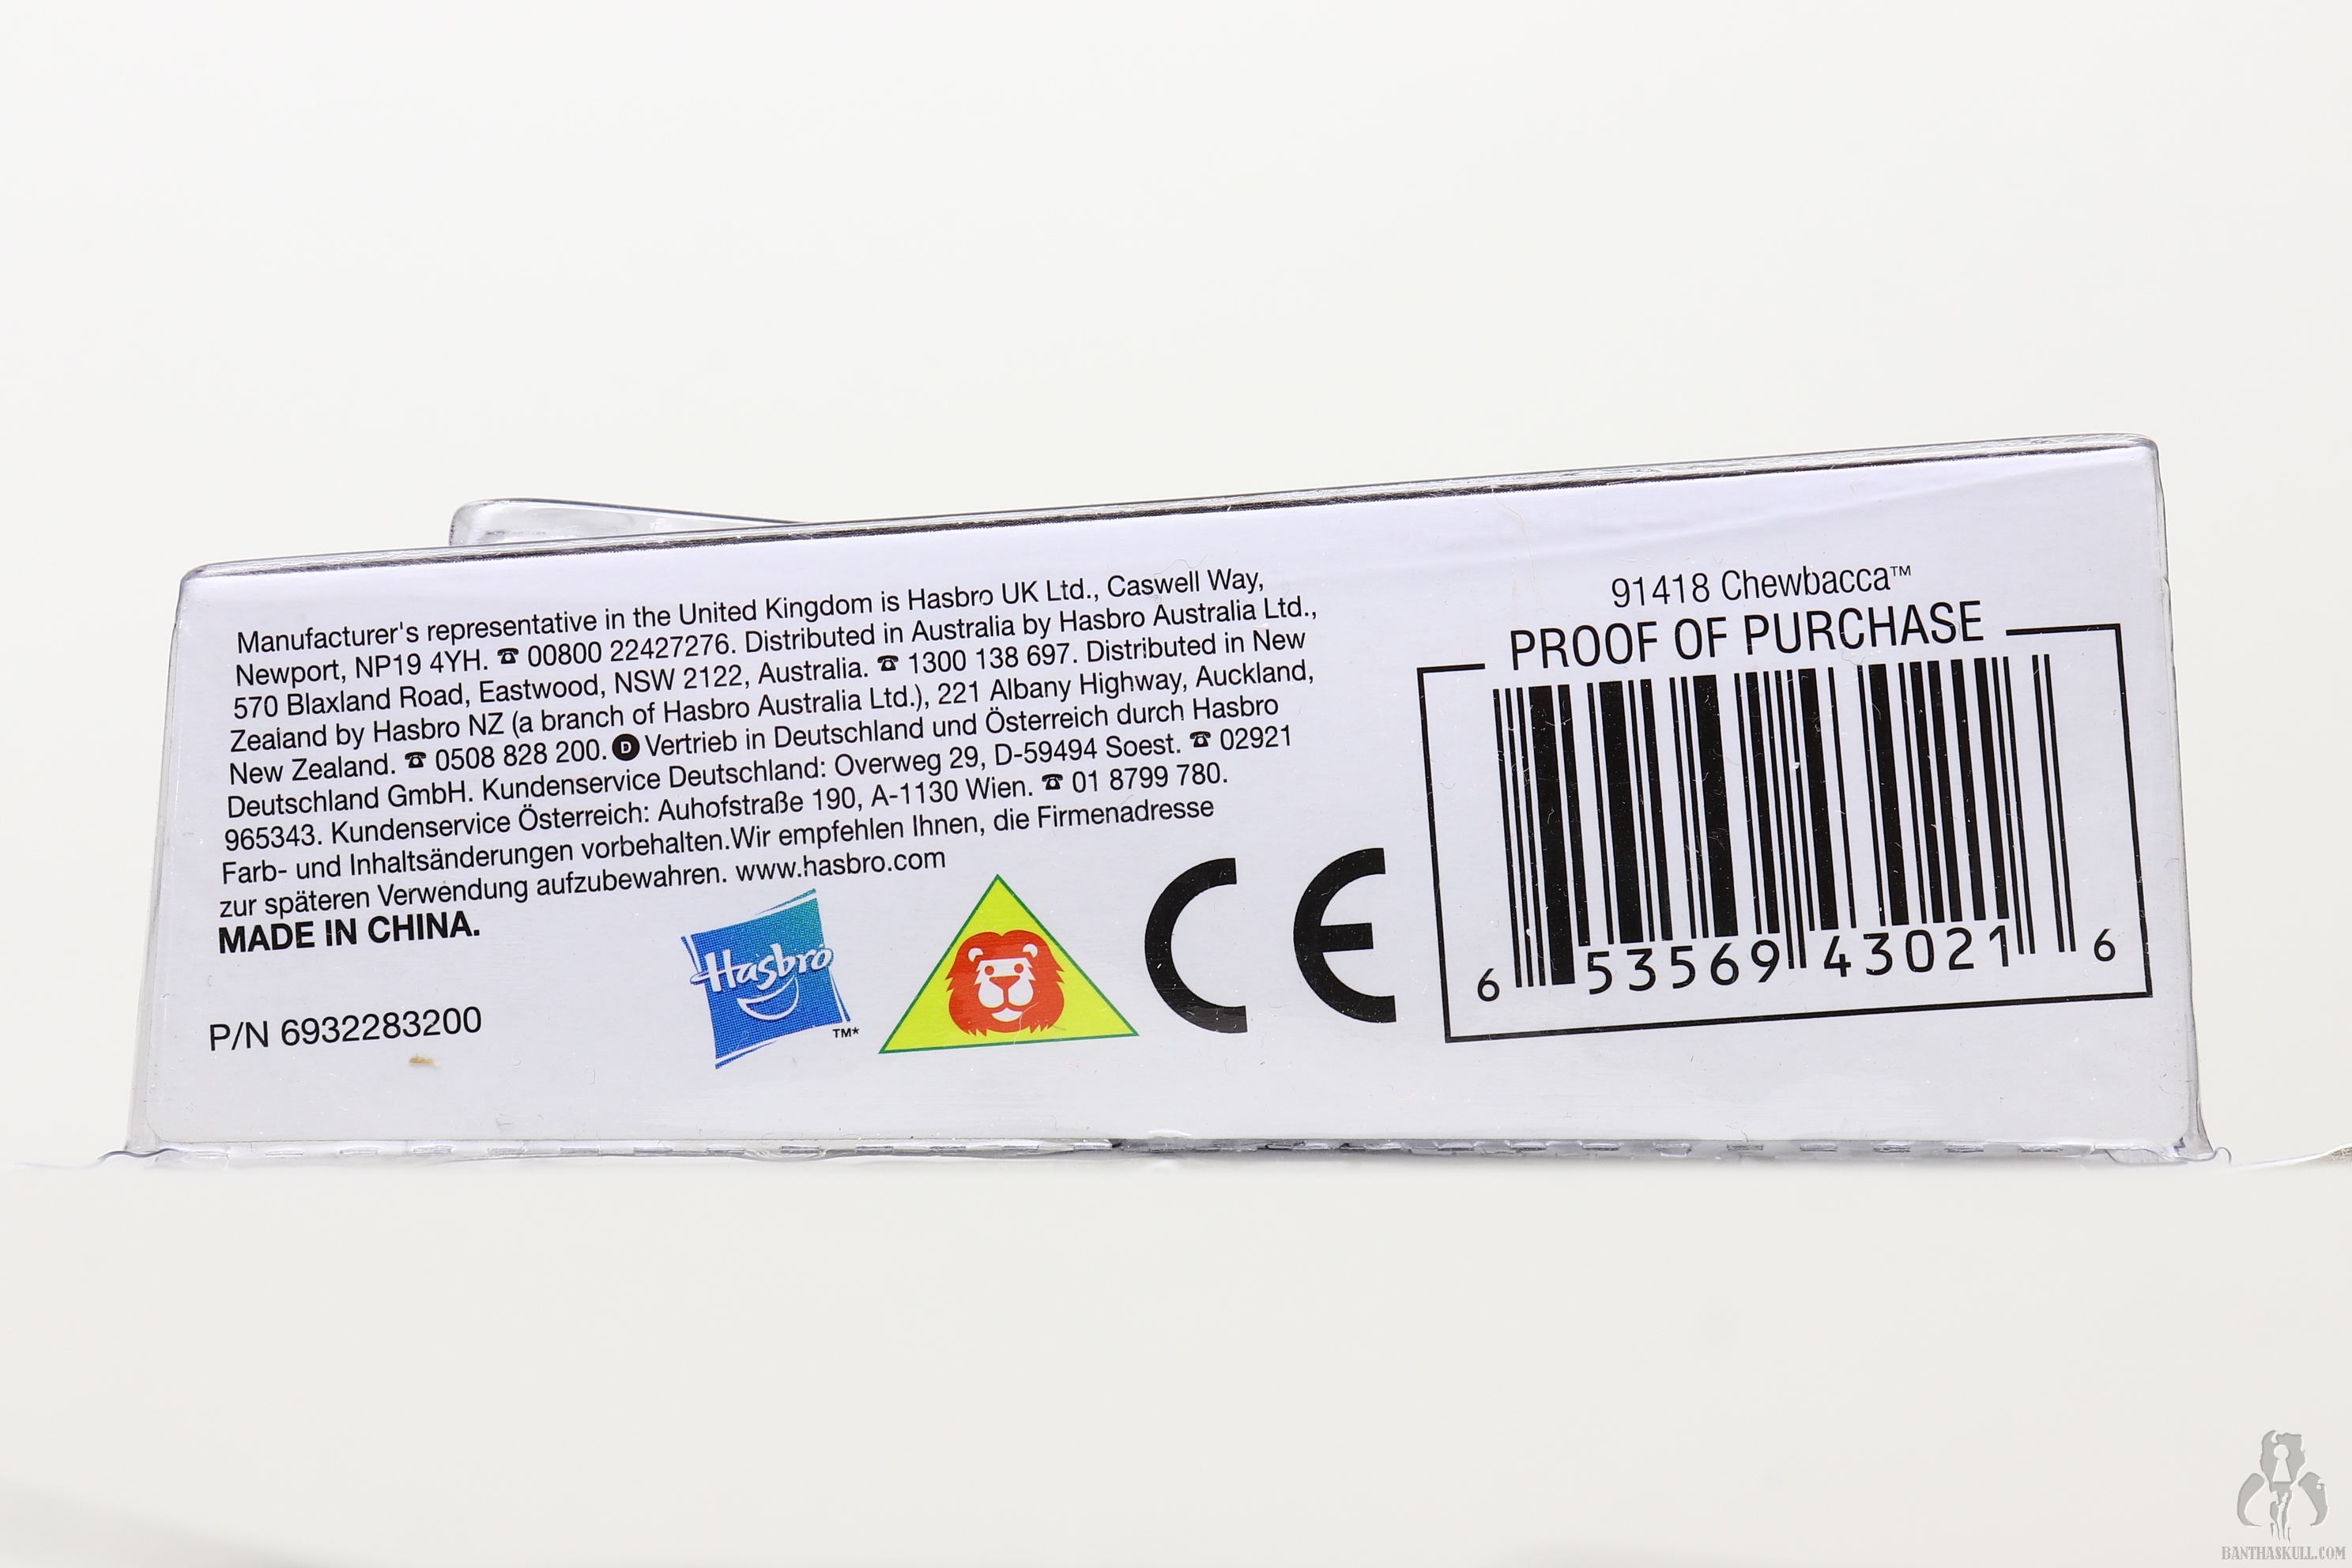 Manufacturer's representative in the United Kingdom is Hasbro UK Ltd., Caswell Way,
Newport, NP19 4YH. ☎ 00800 22427276. Distributed in Australia by Hasbro Australia Ltd.,
570 Blaxland Road, Eastwood, NSW 2122, Australia. ☎ 1300 138 697. Distributed in New
Zealand by Hasbro NZ (a branch of Hasbro Australia Ltd.), 221 Albany Highway, Auckland,
New Zealand. ☎ 0508 828 200. D Vertrieb in Deutschland und Österreich durch Hasbro
Deutschland GmbH. Kundenservice Deutschland: Overweg 29, D-59494 Soest. ☎ 02921
965343. Kundenservice Österreich: Auhofstraße 190, A-1130 Wien. ☎ 01 8799 780.
Farb- und Inhaltsänderungen vorbehalten.Wir empfehlen Ihnen, die Firmenadresse
zur späteren Verwendung aufzubewahren. www.hasbro.com
MADE IN CHINA.
P/N 6932283200
Hasbro
TM*
CE
91418 Chewbacca™
PROOF OF PURCHASE
6 53569 43021 6
BANTHASKULL.COM